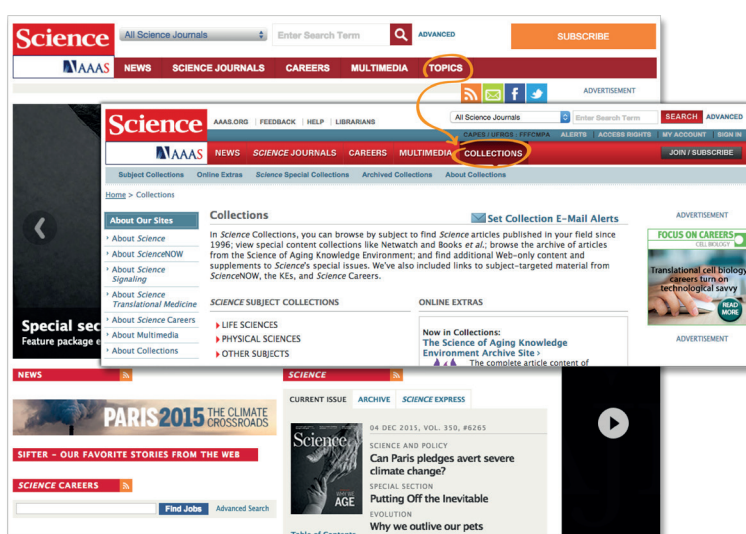 Science
All Science Journals
Enter Search Term
ADVANCED
SUBSCRIBE
AAAS
NEWS SCIENCE JOURNALS CAREERS MULTIMEDIA TOPICS
ADVERTISEMENT
Science
AAAS.ORG | FEEDBACK | HELP | LIBRARIANS
All Science Journals
Enter Search Term
SEARCH
ADVANCED
CAPES / UFRGS : FFFCMPA ALERTS | ACCESS RIGHTS | MY ACCOUNT | SIGN IN
AAAS
NEWS SCIENCE JOURNALS CAREERS MULTIMEDIA COLLECTIONS
JOIN / SUBSCRIBE
Subject Collections Online Extras Science Special Collections Archived Collections About Collections
Home > Collections
About Our Sites
About Science
About ScienceNOW
About Science
Signaling
About Science
Translational Medicine
About Science Careers
About Multimedia
About Collections
Collections
Set Collection E-Mail Alerts
In Science Collections, you can browse by subject to find Science articles published in your field since
1996; view special content collections like Netwatch and Books et al.; browse the archive of articles
from the Science of Aging Knowledge Environment; and find additional Web-only content and
supplements to Science's special issues. We've also included links to subject-targeted material from
ScienceNOW, the KEs, and Science Careers.
SCIENCE SUBJECT COLLECTIONS
LIFE SCIENCES
PHYSICAL SCIENCES
OTHER SUBJECTS
ONLINE EXTRAS
Now in Collections:
The Science of Aging Knowledge
Environment Archive Site ›
The complete article content of
ADVERTISEMENT
FOCUS ON CAREERS
CELL BIOLOGY
Translational cell biology
careers turn on
technological savvy
READ
MORE
ADVERTISEMENT
Special sec
Feature package e
NEWS
PARIS2015 THE CLIMATE
CROSSROADS
SIFTER – OUR FAVORITE STORIES FROM THE WEB
SCIENCE CAREERS
Find Jobs
Advanced Search
SCIENCE
CURRENT ISSUE ARCHIVE SCIENCE EXPRESS
Science
WHY WE
AGE
Table of Contents
04 DEC 2015, VOL. 350, #6265
SCIENCE AND POLICY
Can Paris pledges avert severe
climate change?
SPECIAL SECTION
Putting Off the Inevitable
EVOLUTION
Why we outlive our pets